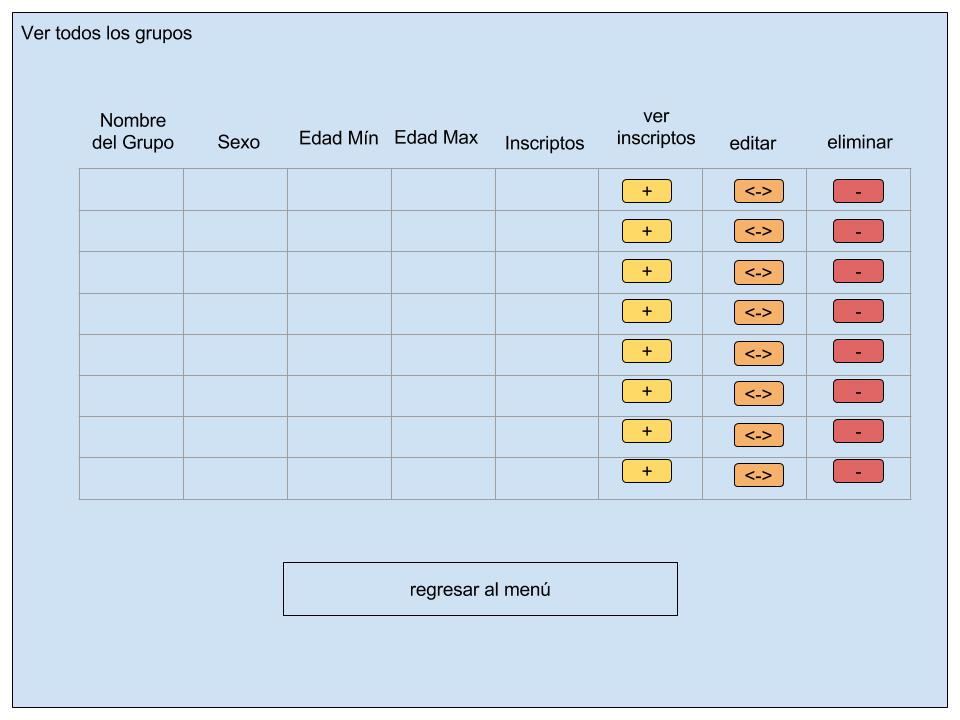 Ver todos los grupos
Nombre
del Grupo
Sexo
Edad Mín
Edad Max
Inscriptos
ver
inscriptos
editar
eliminar
+ <-> -
+ <-> -
+ <-> -
+ <-> -
+ <-> -
+ <-> -
+ <-> -
+ <-> -
regresar al menú